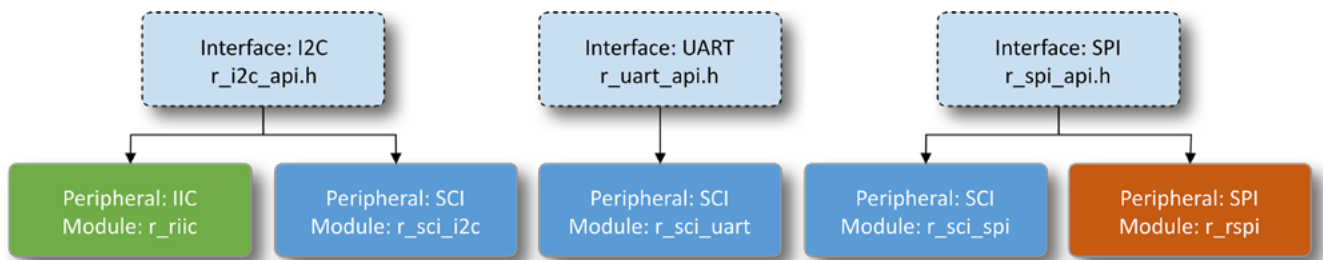 Interface: I2C
r_i2c_api.h
Interface: UART
r_uart_api.h
Interface: SPI
r_spi_api.h
Peripheral: IIC
Module: r_riic
Peripheral: SCI
Module: r_sci_i2c
Peripheral: SCI
Module: r_sci_uart
Peripheral: SCI
Module: r_sci_spi
Peripheral: SPI
Module: r_rspi